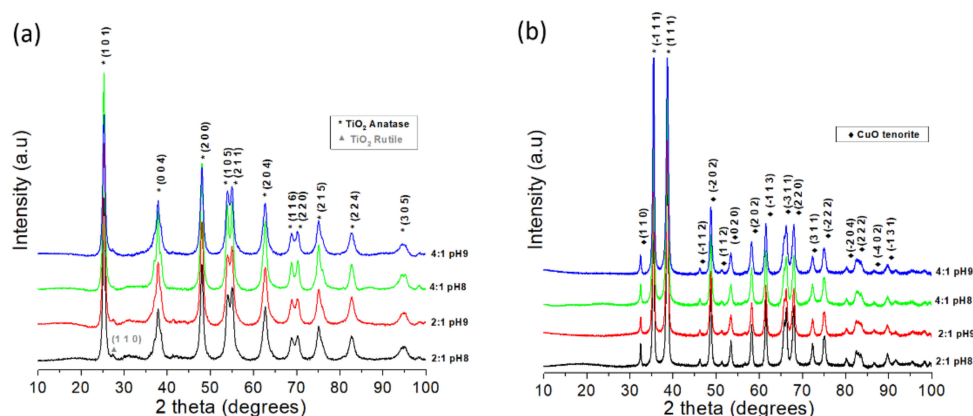 (a)
Intensity (a.u)
* (1 0 1)
* (0 0 4)
* (2 0 0)
* (1 0 5)
* (2 1 1)
* (2 0 4)
* (1 1 6)
* (2 2 0)
* (2 1 5)
* (2 2 4)
* (3 0 5)
* TiO2 Anatase
▲ TiO2 Rutile
4:1 pH9
4:1 pH8
2:1 pH9
2:1 pH8
(1 1 0)
▲
10 20 30 40 50 60 70 80 90 100
2 theta (degrees)
(b)
Intensity (a.u)
* (-1 1 1)
* (1 1 1)
♦ (1 1 0)
♦ (-1 1 2)
♦ (-2 0 2)
♦ (1 1 2)
(♦0 2 0)
♦ (2 0 2)
♦ (-1 1 3)
♦ (-3 1 1)
♦ (2 2 0)
♦ (3 1 1)
♦ (-2 2 2)
♦ (-2 0 4)
♦ (2 2 2)
♦ (-4 0 2)
♦ (-1 3 1)
♦ CuO tenorite
4:1 pH9
4:1 pH8
2:1 pH9
2:1 pH8
10 20 30 40 50 60 70 80 90 100
2 theta (degrees)